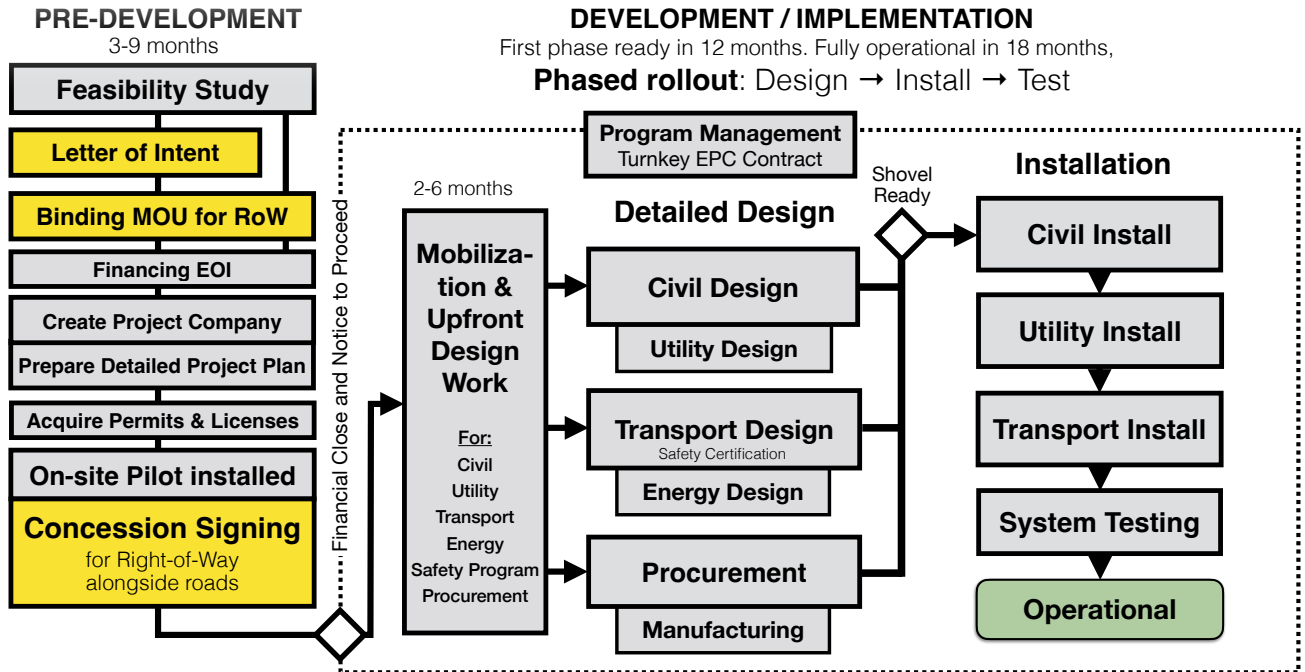 PRE-DEVELOPMENT
3-9 months
Feasibility Study
Letter of Intent
Binding MOU for RoW
Financing EOI
Create Project Company
Prepare Detailed Project Plan
Acquire Permits & Licenses
On-site Pilot installed
Concession Signing
for Right-of-Way
alongside roads
Financial Close and Notice to Proceed
DEVELOPMENT / IMPLEMENTATION
First phase ready in 12 months. Fully operational in 18 months,
Phased rollout: Design → Install → Test
Program Management
Turnkey EPC Contract
2-6 months
Mobiliza-
tion &
Upfront
Design
Work
For:
Civil
Utility
Transport
Energy
Safety Program
Procurement
Detailed Design
Civil Design
Utility Design
Transport Design
Safety Certification
Energy Design
Procurement
Manufacturing
Shovel
Ready
Installation
Civil Install
Utility Install
Transport Install
System Testing
Operational